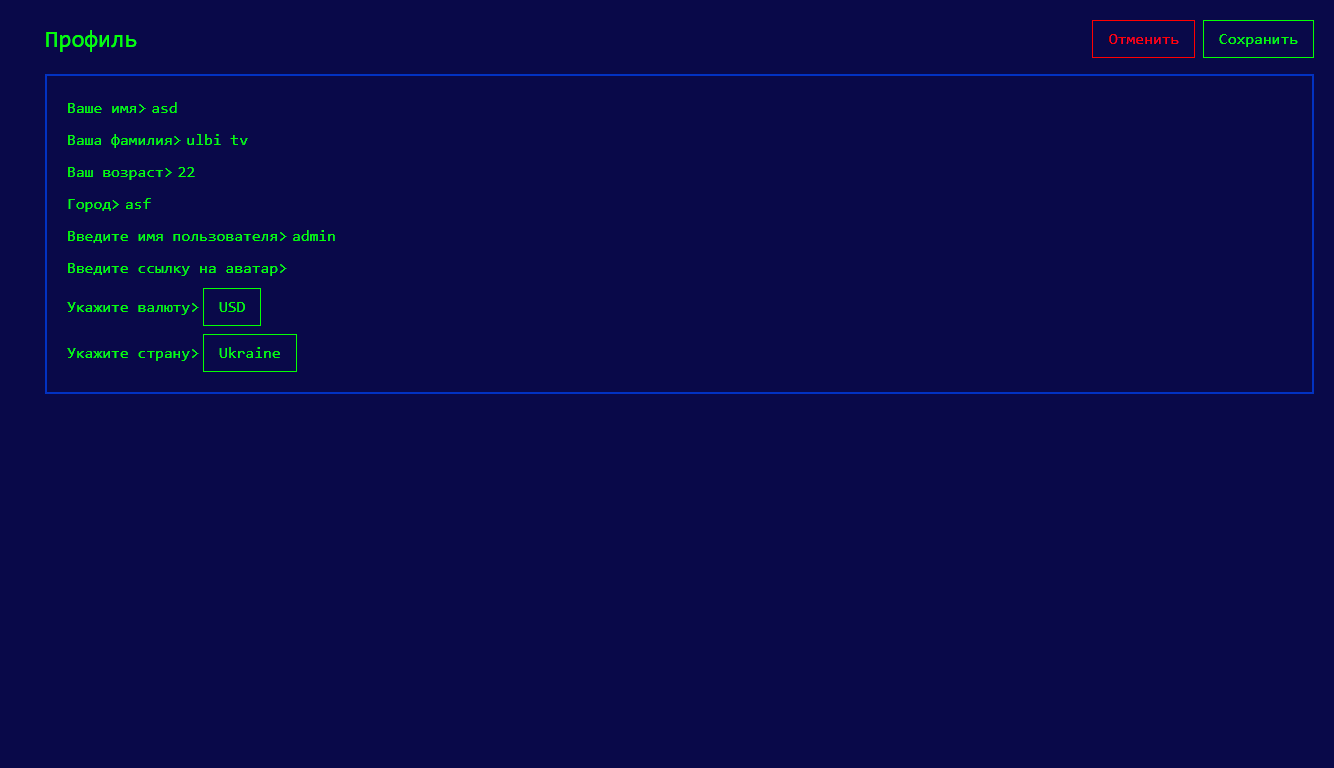 Профиль
Отменить
Сохранить
Ваше имя> asd
Ваша фамилия> ulbi tv
Ваш возраст> 22
Город> asf
Введите имя пользователя> admin
Введите ссылку на аватар>
Укажите валюту> USD
Укажите страну> Ukraine